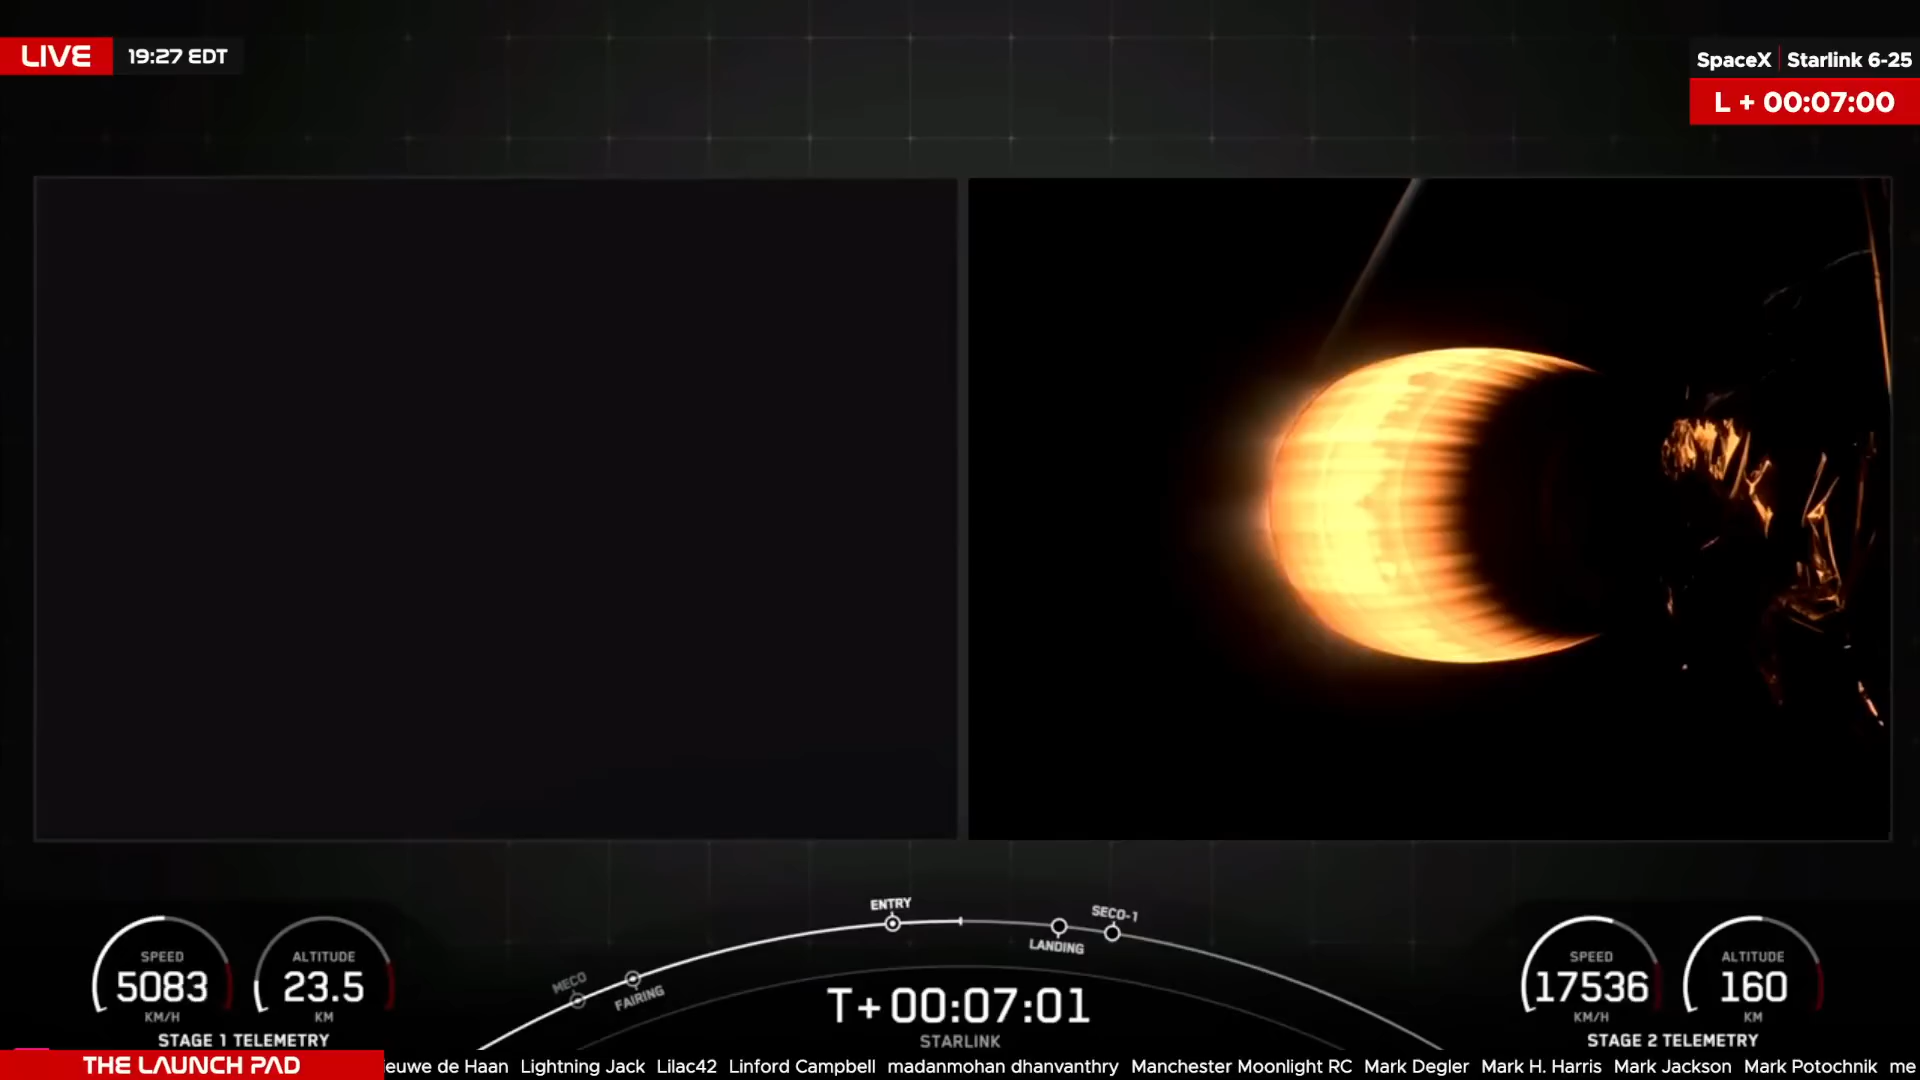 LIVE 19:27 EDT
SpaceX | Starlink 6-25
L + 00:07:00
ENTRY
SECO-1
LANDING
MECO
FAIRING
SPEED
5083
KM/H
ALTITUDE
23.5
KM
STAGE 1 TELEMETRY
T+ 00:07:01
STARLINK
SPEED
17536
KM/H
ALTITUDE
160
KM
STAGE 2 TELEMETRY
THE LAUNCH PAD
ieuwe de Haan Lightning Jack Lilac42 Linford Campbell madanmohan dhanvanthry Manchester Moonlight RC Mark Degler Mark H. Harris Mark Jackson Mark Potochnik me